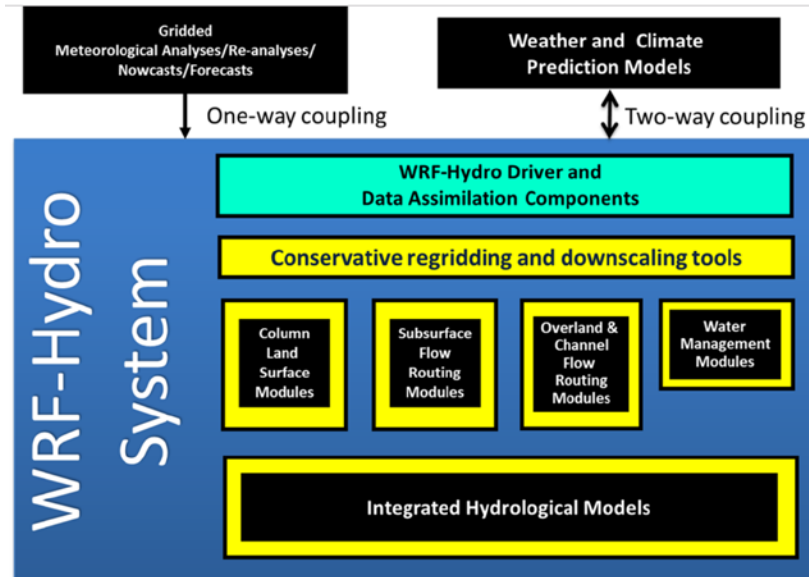 Gridded
Meteorological Analyses/Re-analyses/
Nowcasts/Forecasts
Weather and Climate
Prediction Models
One-way coupling
Two-way coupling
WRF-Hydro
System
WRF-Hydro Driver and
Data Assimilation Components
Conservative regridding and downscaling tools
Column
Land
Surface
Modules
Subsurface
Flow
Routing
Modules
Overland &
Channel
Flow
Routing
Modules
Water
Management
Modules
Integrated Hydrological Models